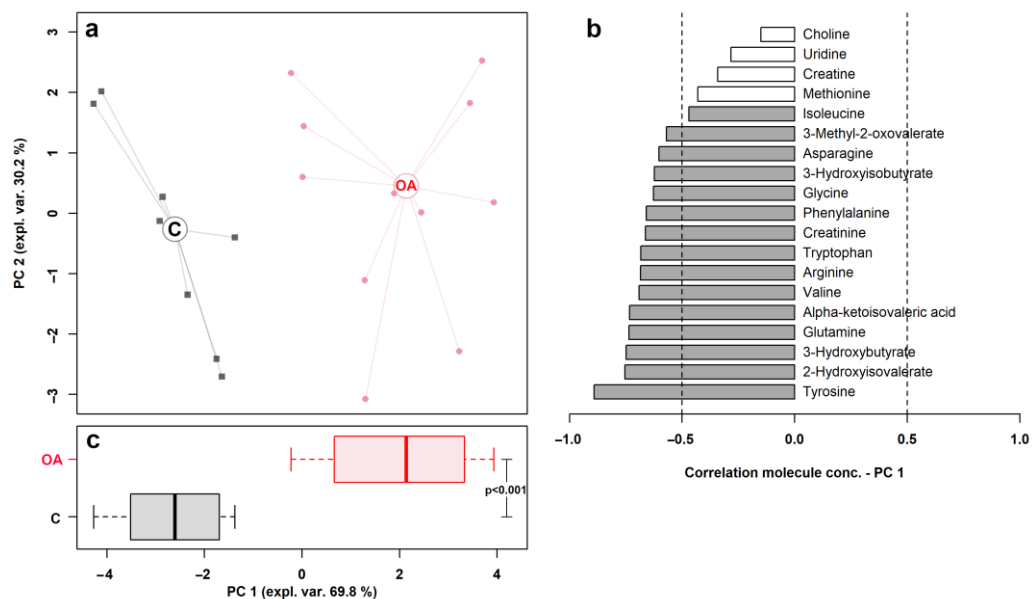 a
3
2
1
0
−1
−2
−3
PC 2 (expl. var. 30.2 %)
C
OA
c
OA
C
p<0.001
−4
−2
0
2
4
PC 1 (expl. var. 69.8 %)
b
Choline
Uridine
Creatine
Methionine
Isoleucine
3-Methyl-2-oxovalerate
Asparagine
3-Hydroxyisobutyrate
Glycine
Phenylalanine
Creatinine
Tryptophan
Arginine
Valine
Alpha-ketoisovaleric acid
Glutamine
3-Hydroxybutyrate
2-Hydroxyisovalerate
Tyrosine
−1.0
−0.5
0.0
0.5
1.0
Correlation molecule conc. - PC 1